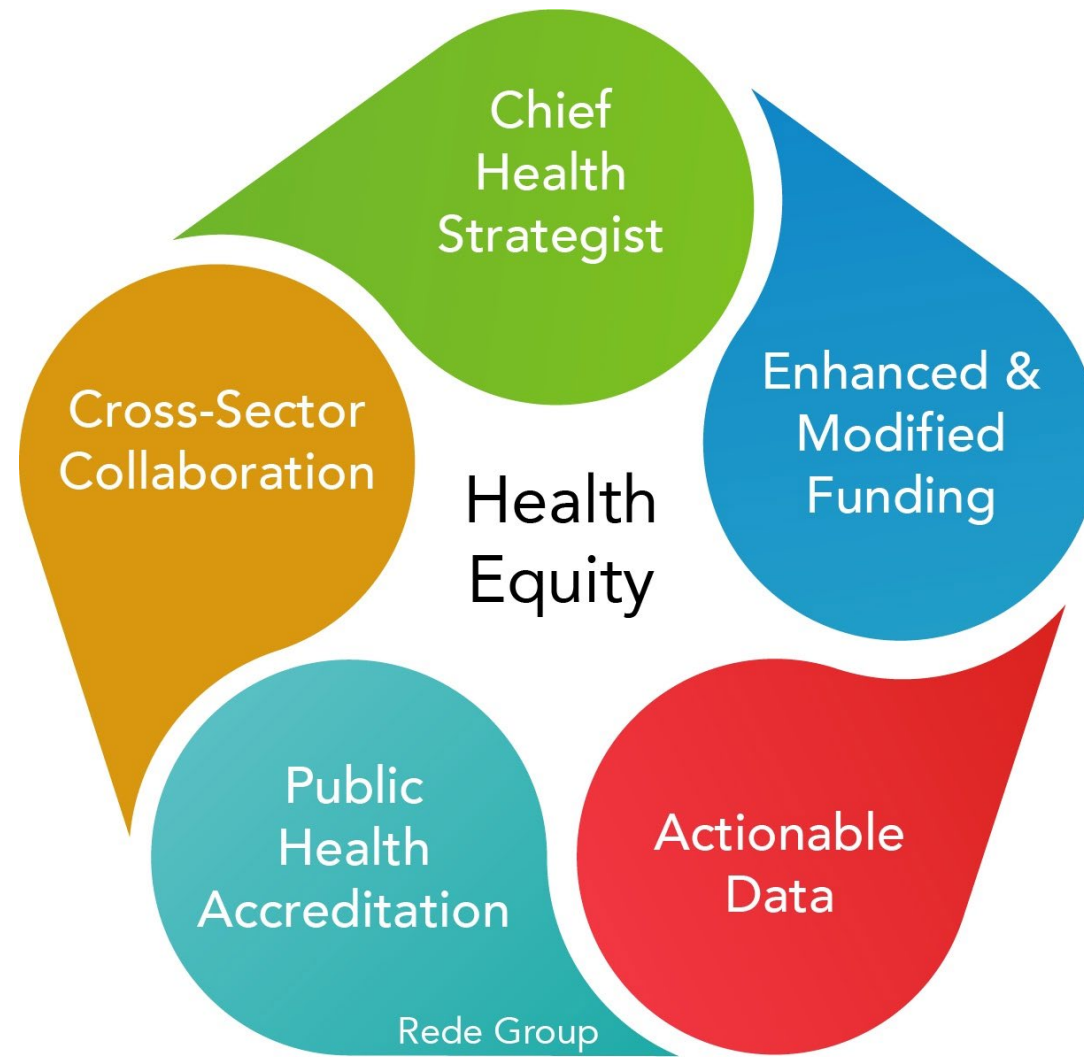 Chief
Health
Strategist
Enhanced &
Modified
Funding
Cross-Sector
Collaboration
Health
Equity
Public
Health
Accreditation
Actionable
Data
Rede Group